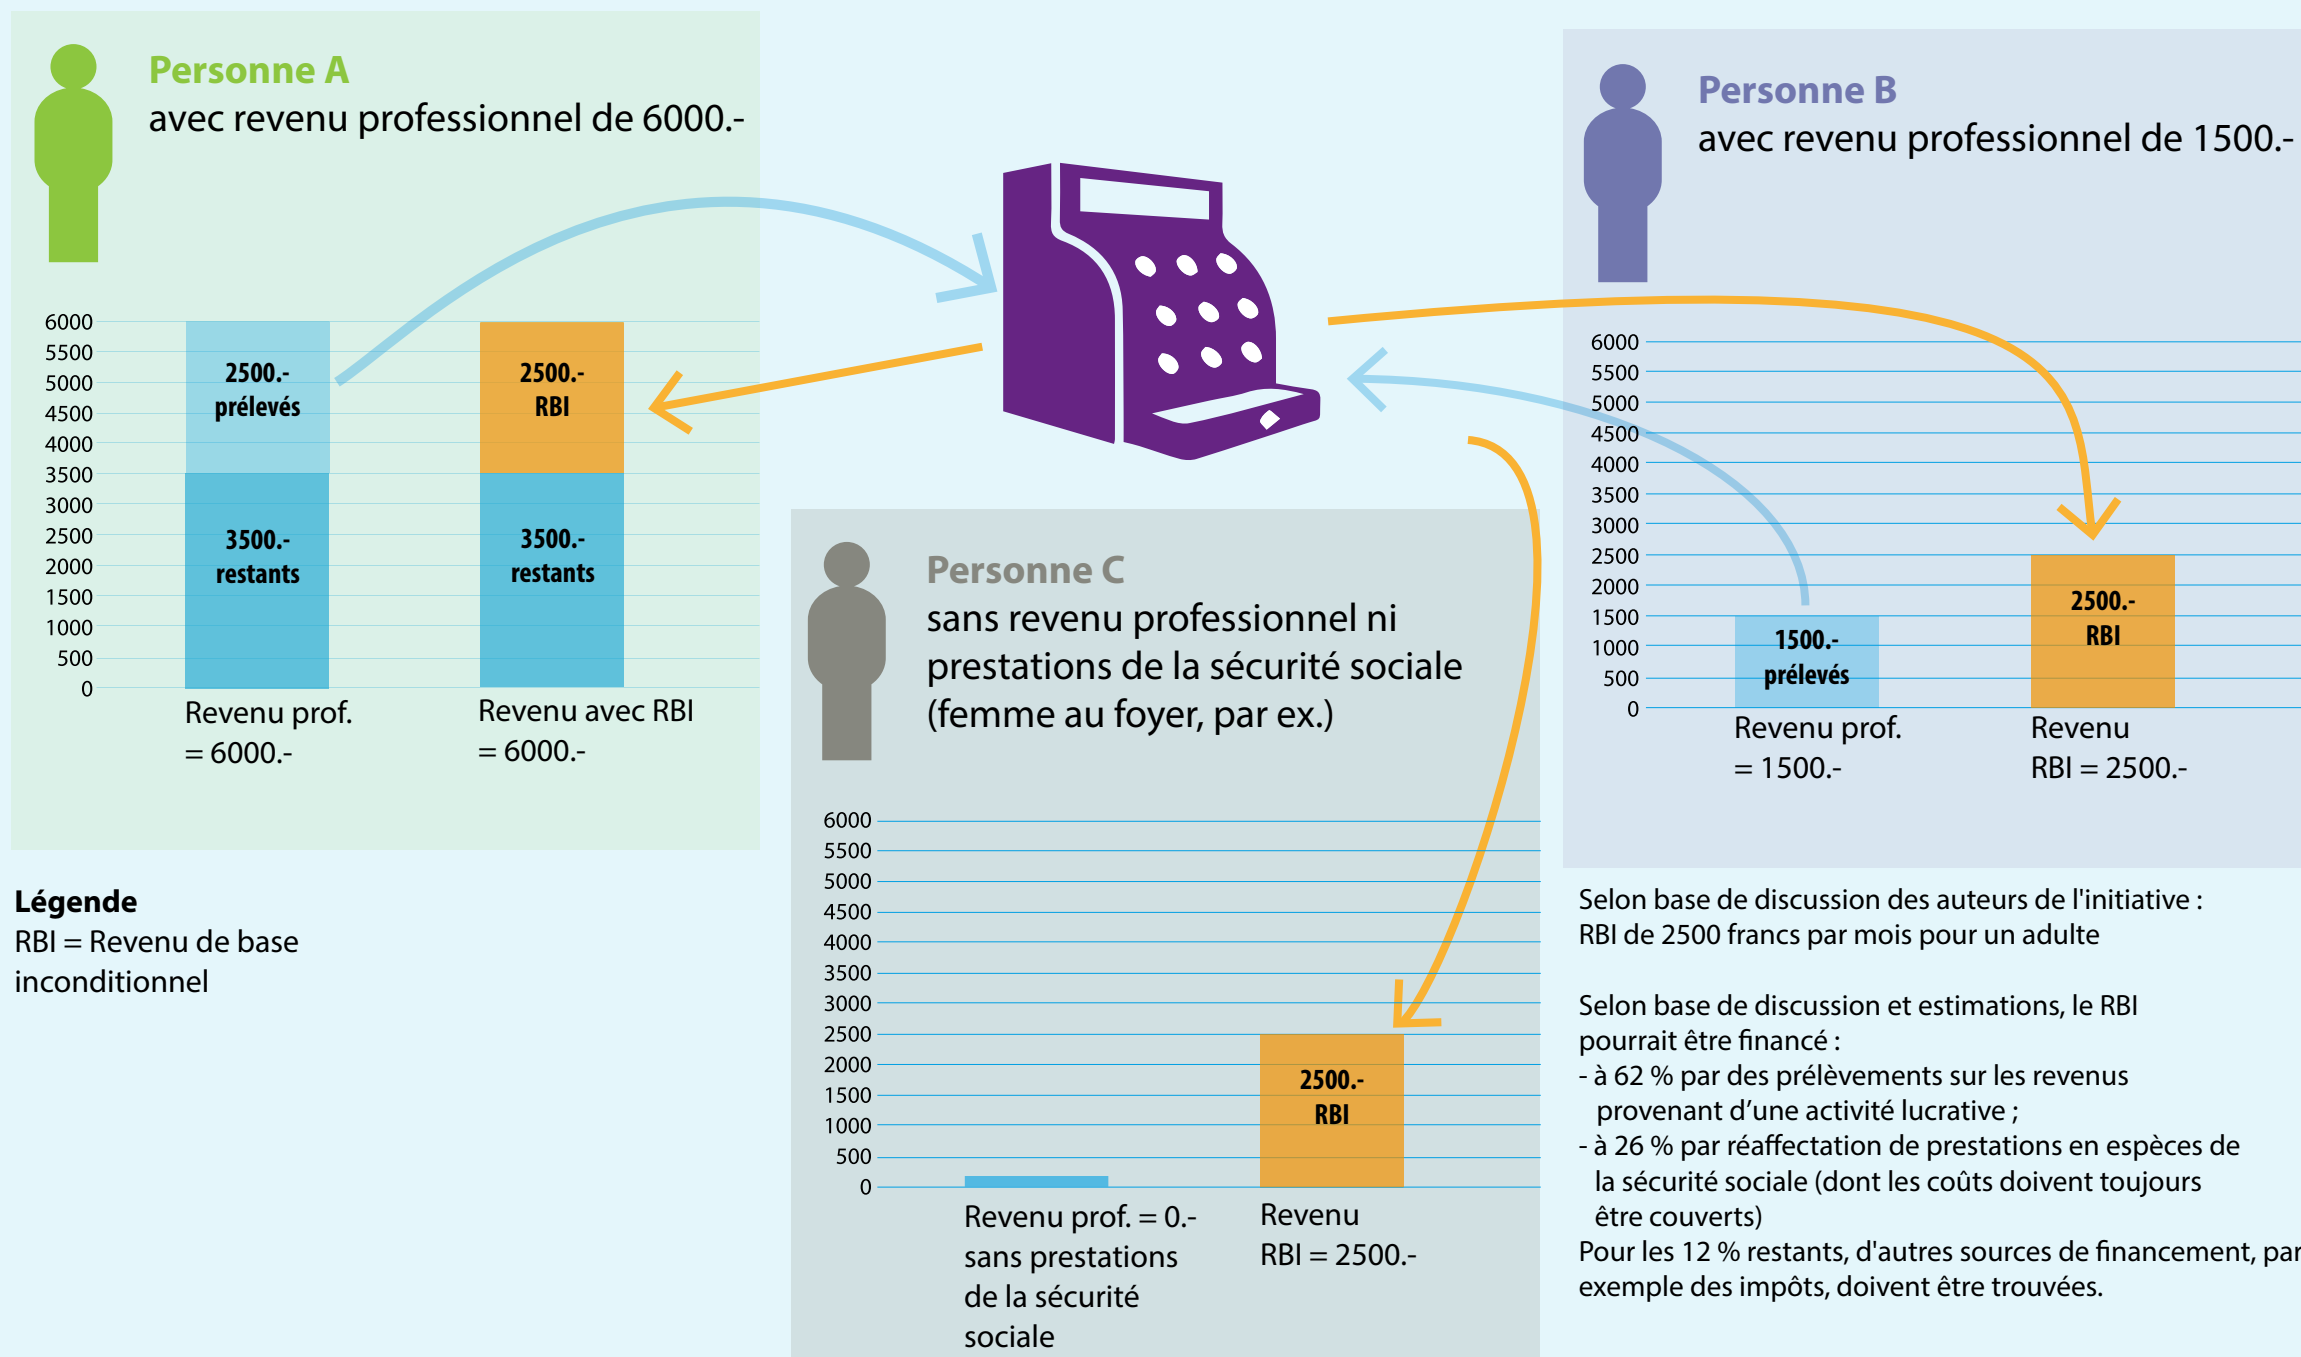 Personne A
avec revenu professionnel de 6000.-
6000
5500
5000
4500
4000
3500
3000
2500
2000
1500
1000
500
0
2500.-
prélevés
3500.-
restants
2500.-
RBI
3500.-
restants
Revenu prof.
= 6000.-
Revenu avec RBI
= 6000.-
Légende
RBI = Revenu de base
inconditionnel
Personne C
sans revenu professionnel ni
prestations de la sécurité sociale
(femme au foyer, par ex.)
6000
5500
5000
4500
4000
3500
3000
2500
2000
1500
1000
500
0
2500.-
RBI
Revenu prof. = 0.-
sans prestations
de la sécurité
sociale
Revenu
RBI = 2500.-
Personne B
avec revenu professionnel de 1500.-
6000
5500
5000
4500
4000
3500
3000
2500
2000
1500
1000
500
0
1500.-
prélevés
2500.-
RBI
Revenu prof.
= 1500.-
Revenu
RBI = 2500.-
Selon base de discussion des auteurs de l'initiative :
RBI de 2500 francs par mois pour un adulte
Selon base de discussion et estimations, le RBI
pourrait être financé :
- à 62 % par des prélèvements sur les revenus
provenant d’une activité lucrative ;
- à 26 % par réaffectation de prestations en espèces de
la sécurité sociale (dont les coûts doivent toujours
être couverts)
Pour les 12 % restants, d'autres sources de financement, par
exemple des impôts, doivent être trouvées.